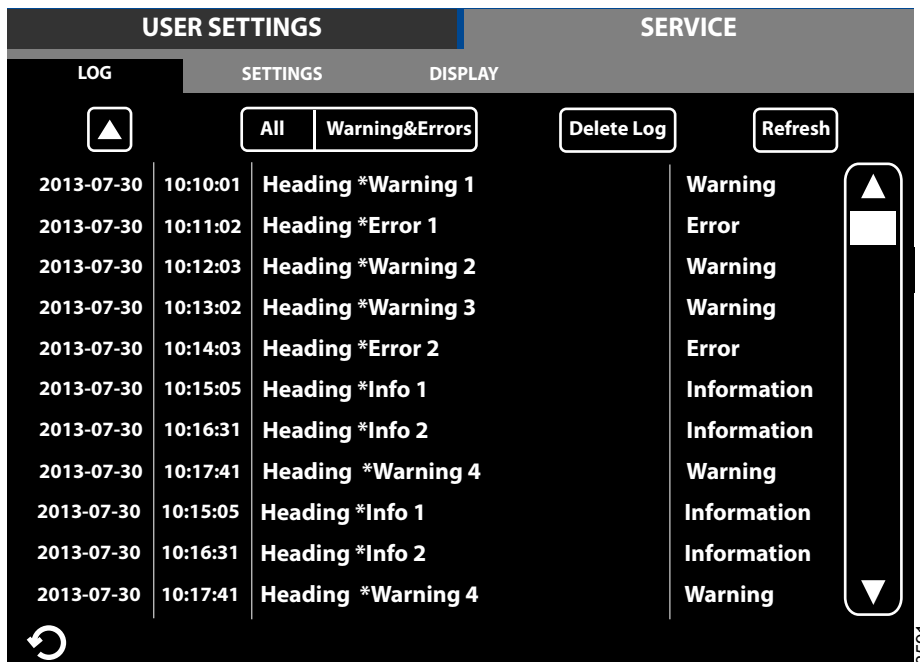 USER SETTINGS SERVICE
LOG SETTINGS DISPLAY
All Warning&Errors Delete Log Refresh
2013-07-30 10:10:01 Heading *Warning 1 Warning
2013-07-30 10:11:02 Heading *Error 1 Error
2013-07-30 10:12:03 Heading *Warning 2 Warning
2013-07-30 10:13:02 Heading *Warning 3 Warning
2013-07-30 10:14:03 Heading *Error 2 Error
2013-07-30 10:15:05 Heading *Info 1 Information
2013-07-30 10:16:31 Heading *Info 2 Information
2013-07-30 10:17:41 Heading *Warning 4 Warning
2013-07-30 10:15:05 Heading *Info 1 Information
2013-07-30 10:16:31 Heading *Info 2 Information
2013-07-30 10:17:41 Heading *Warning 4 Warning